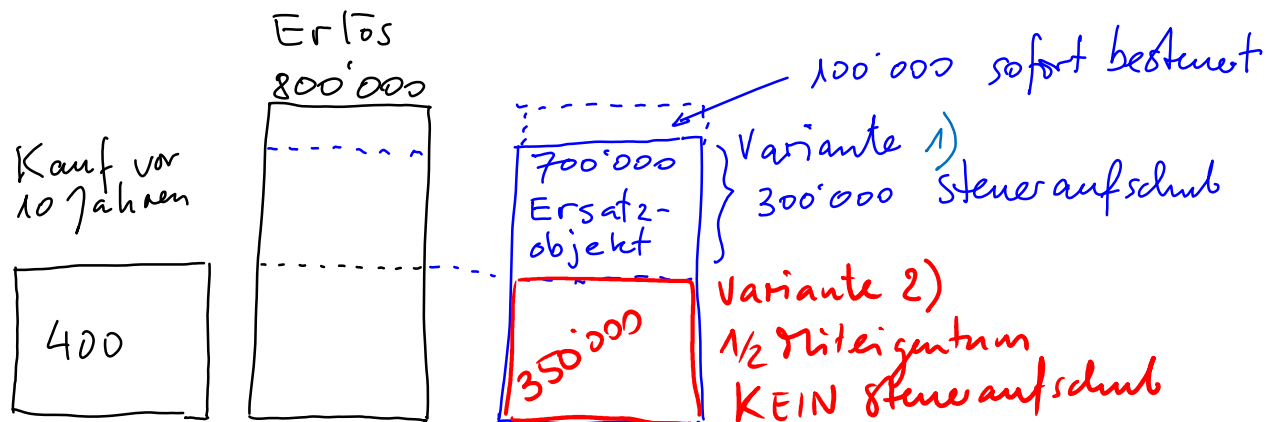 Kauf vor
10 Jahren
400
Erlös
800'000
100'000 sofort besteuert
700'000
Ersatz-
objekt
Variante 1)
300'000 Steueraufschub
350'000
Variante 2)
1/2 Miteigentum
KEIN Steueraufschub